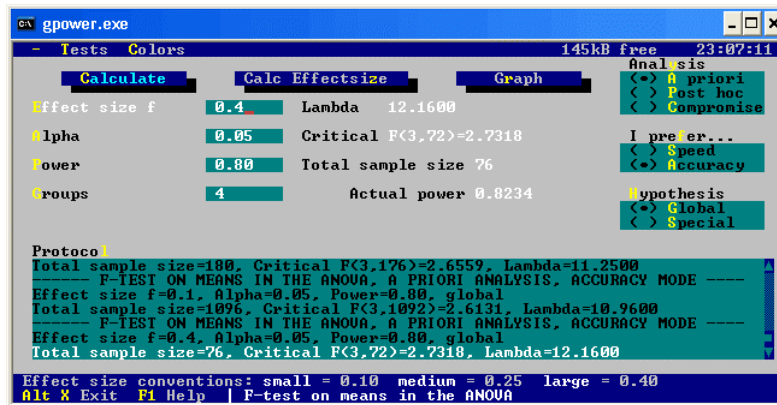 gpower.exe
- Tests Colors 145kB free 23:07:11
Analysis
Calculate Calc Effectsize Graph (•) A priori
( ) Post hoc
Effect size f 0.4_ Lambda 12.1600 ( ) Compromise
Alpha 0.05 Critical F(3,72)=2.7318 I prefer...
( ) Speed
Power 0.80 Total sample size 76 (•) Accuracy
Groups 4 Actual power 0.8234 Hypothesis
(•) Global
( ) Special
Protocol
Total sample size=180, Critical F(3,176)=2.6559, Lambda=11.2500
------ F-TEST ON MEANS IN THE ANOVA, A PRIORI ANALYSIS, ACCURACY MODE ----
Effect size f=0.1, Alpha=0.05, Power=0.80, global
Total sample size=1096, Critical F(3,1092)=2.6131, Lambda=10.9600
------ F-TEST ON MEANS IN THE ANOVA, A PRIORI ANALYSIS, ACCURACY MODE ----
Effect size f=0.4, Alpha=0.05, Power=0.80, global
Total sample size=76, Critical F(3,72)=2.7318, Lambda=12.1600
Effect size conventions: small = 0.10 medium = 0.25 large = 0.40
Alt X Exit F1 Help | F-test on means in the ANOVA